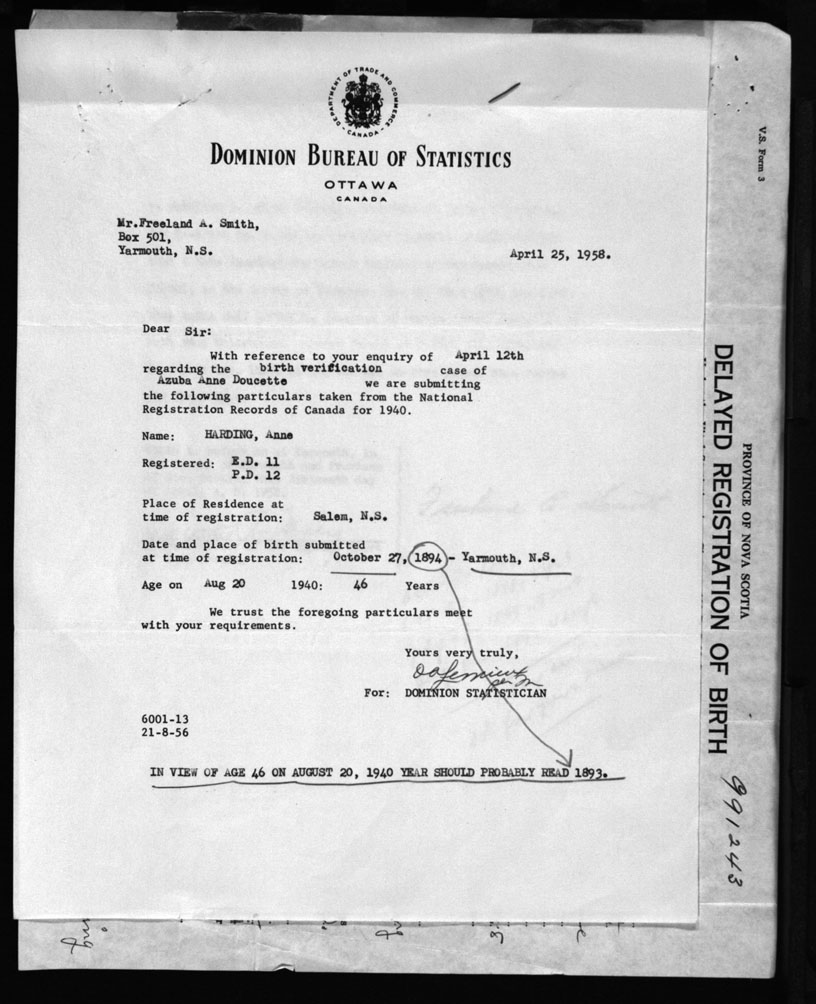 DEPARTMENT OF TRADE AND COMMERCE
- CANADA -
DOMINION BUREAU OF STATISTICS
OTTAWA
CANADA
Mr.Freeland A. Smith,
Box 501,
Yarmouth, N.S.
April 25, 1958.
Dear Sir:
With reference to your enquiry of April 12th
regarding the birth verification case of
Azuba Anne Doucette we are submitting
the following particulars taken from the National
Registration Records of Canada for 1940.
Name: HARDING, Anne
Registered: E.D. 11
P.D. 12
Place of Residence at
time of registration: Salem, N.S.
Date and place of birth submitted
at time of registration: October 27, 1894 - Yarmouth, N.S.
Age on Aug 20 1940: 46 Years
We trust the foregoing particulars meet
with your requirements.
Yours very truly,
For: DOMINION STATISTICIAN
6001-13
21-8-56
IN VIEW OF AGE 46 ON AUGUST 20, 1940 YEAR SHOULD PROBABLY READ 1893.
V.S. Form 3
PROVINCE OF NOVA SCOTIA
DELAYED REGISTRATION OF BIRTH
991243